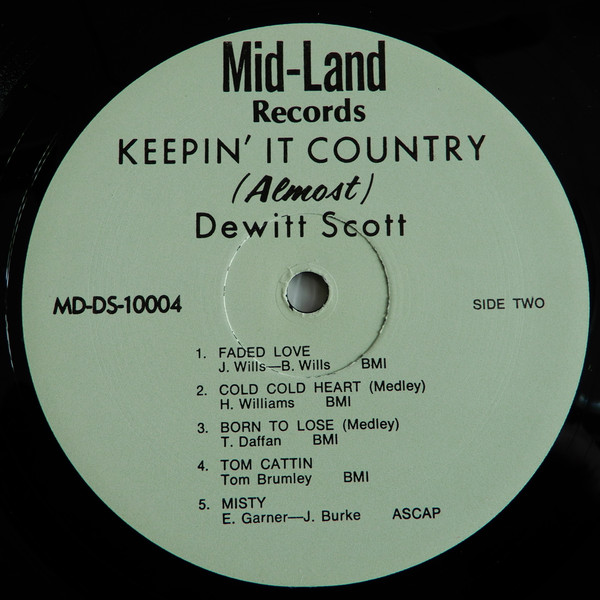 Mid-Land
Records
KEEPIN' IT COUNTRY
(Almost)
Dewitt Scott
MD-DS-10004
SIDE TWO
1. FADED LOVE
J. Wills—B. Wills BMI
2. COLD COLD HEART (Medley)
H. Williams BMI
3. BORN TO LOSE (Medley)
T. Daffan BMI
4. TOM CATTIN
Tom Brumley BMI
5. MISTY
E. Garner—J. Burke ASCAP